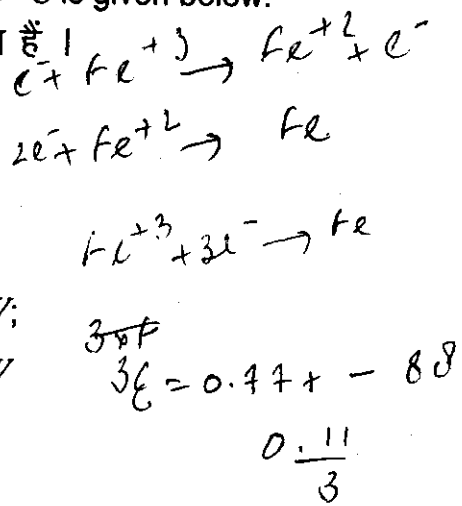 is given below.
है ।
e⁻ + Fe⁺³ → Fe⁺² + e⁻
2e⁻ + Fe⁺² → Fe
Fe⁺³ + 3e⁻ → Fe
3E = 0.77 + - 88
0.11
3